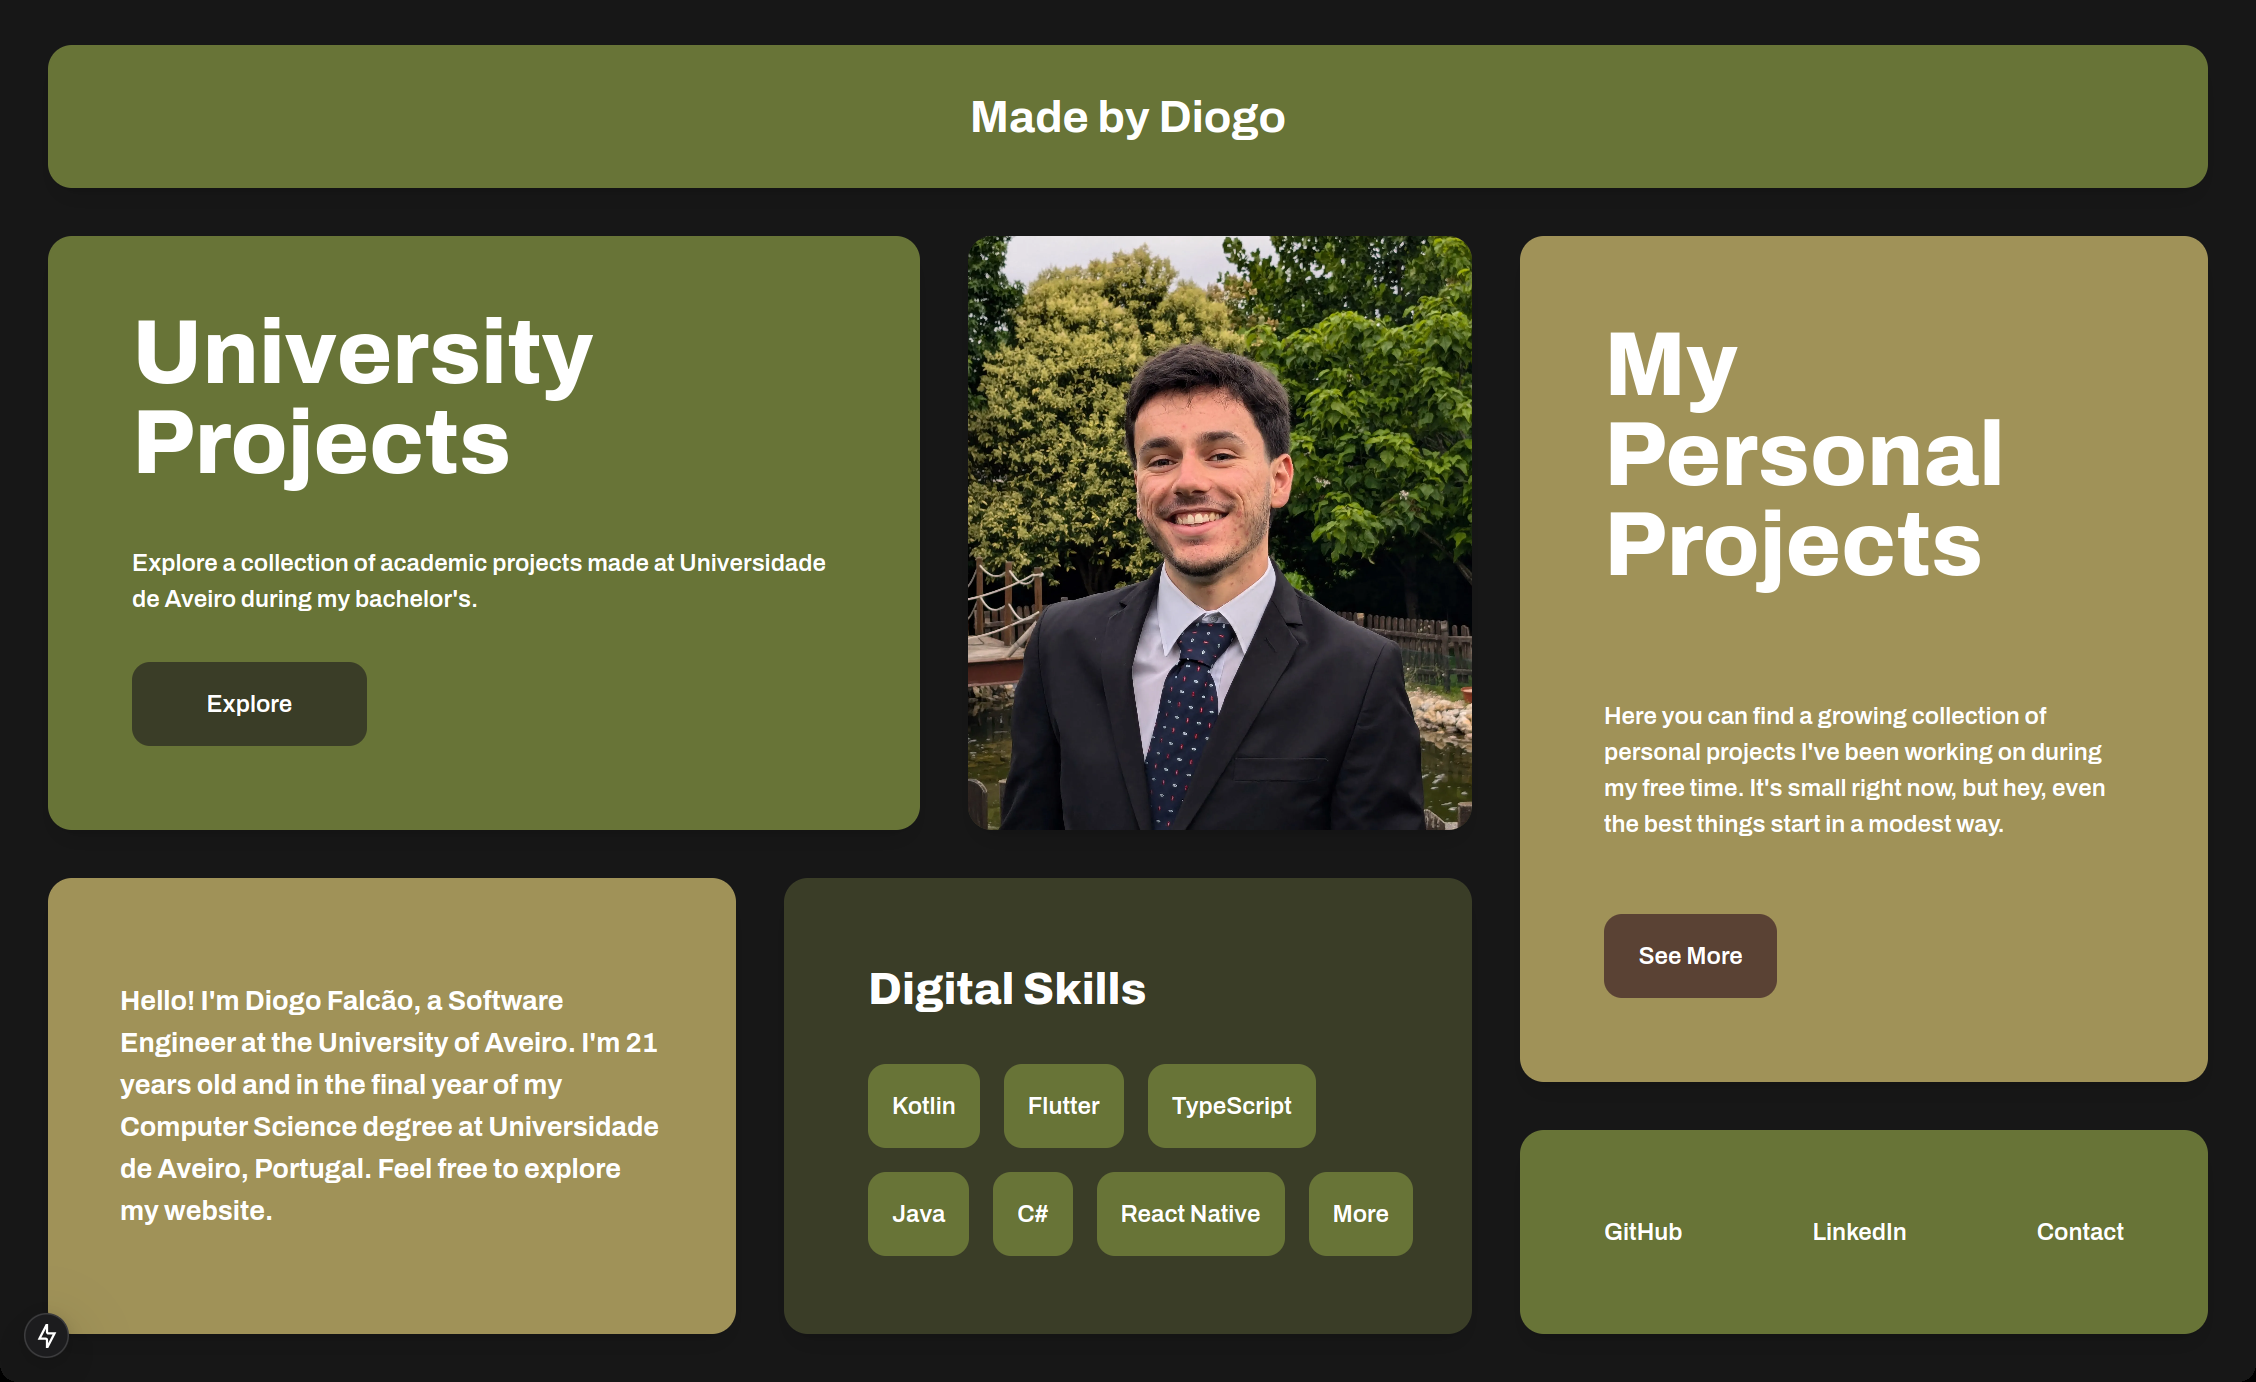 Made by Diogo
University
Projects
Explore a collection of academic projects made at Universidade
de Aveiro during my bachelor's.
Explore
My
Personal
Projects
Here you can find a growing collection of
personal projects I've been working on during
my free time. It's small right now, but hey, even
the best things start in a modest way.
See More
Hello! I'm Diogo Falcão, a Software
Engineer at the University of Aveiro. I'm 21
years old and in the final year of my
Computer Science degree at Universidade
de Aveiro, Portugal. Feel free to explore
my website.
Digital Skills
Kotlin Flutter TypeScript
Java C# React Native More
GitHub LinkedIn Contact